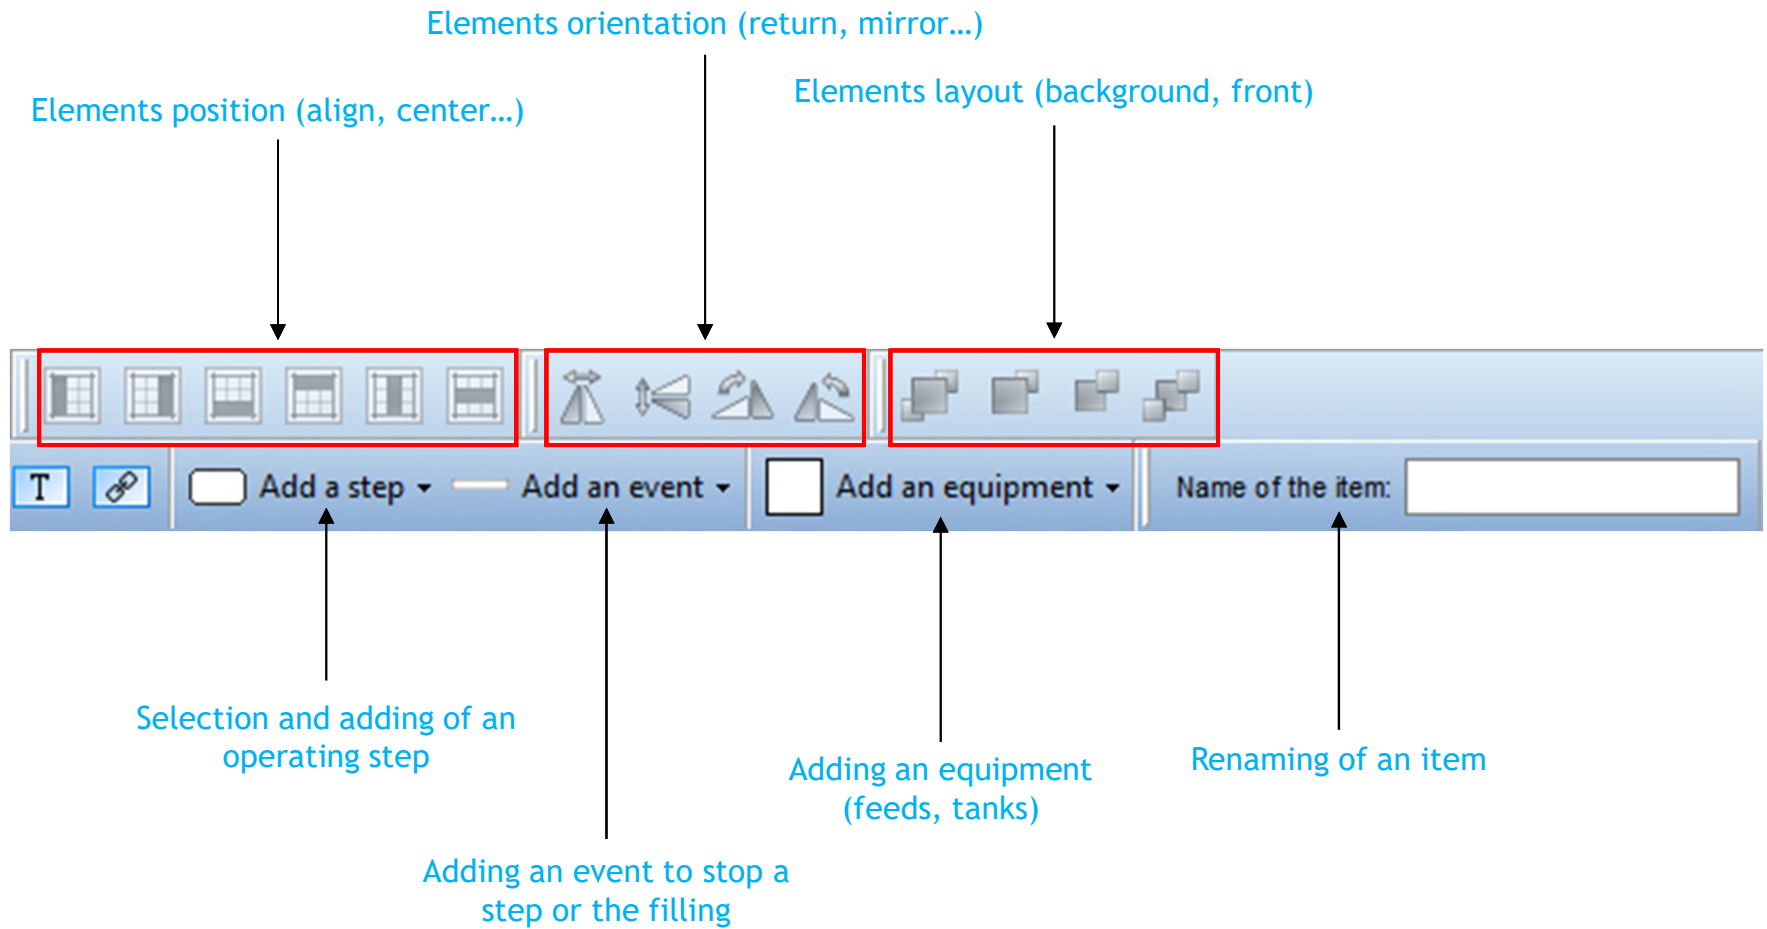 Elements orientation (return, mirror…)
Elements layout (background, front)
Elements position (align, center…)
T
Add a step
Add an event
Add an equipment
Name of the item:
Selection and adding of an
operating step
Adding an equipment
(feeds, tanks)
Renaming of an item
Adding an event to stop a
step or the filling